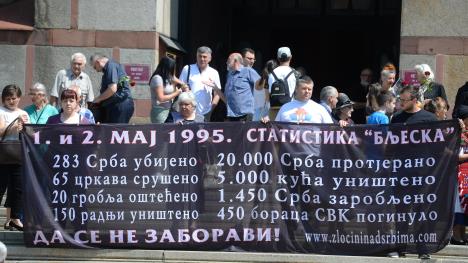 1. И 2. МАЈ 1995. СТАТИСТИКА "БЉЕСКА"
283 Срба убијено
65 цркава срушено
20 гробља оштећено
150 радњи уништено
20.000 Срба протјерано
5.000 кућа уништено
1.450 Срба заробљено
450 бораца СВК погинуло
ДА СЕ НЕ ЗАБОРАВИ!
www.zlocininadsrbima.com